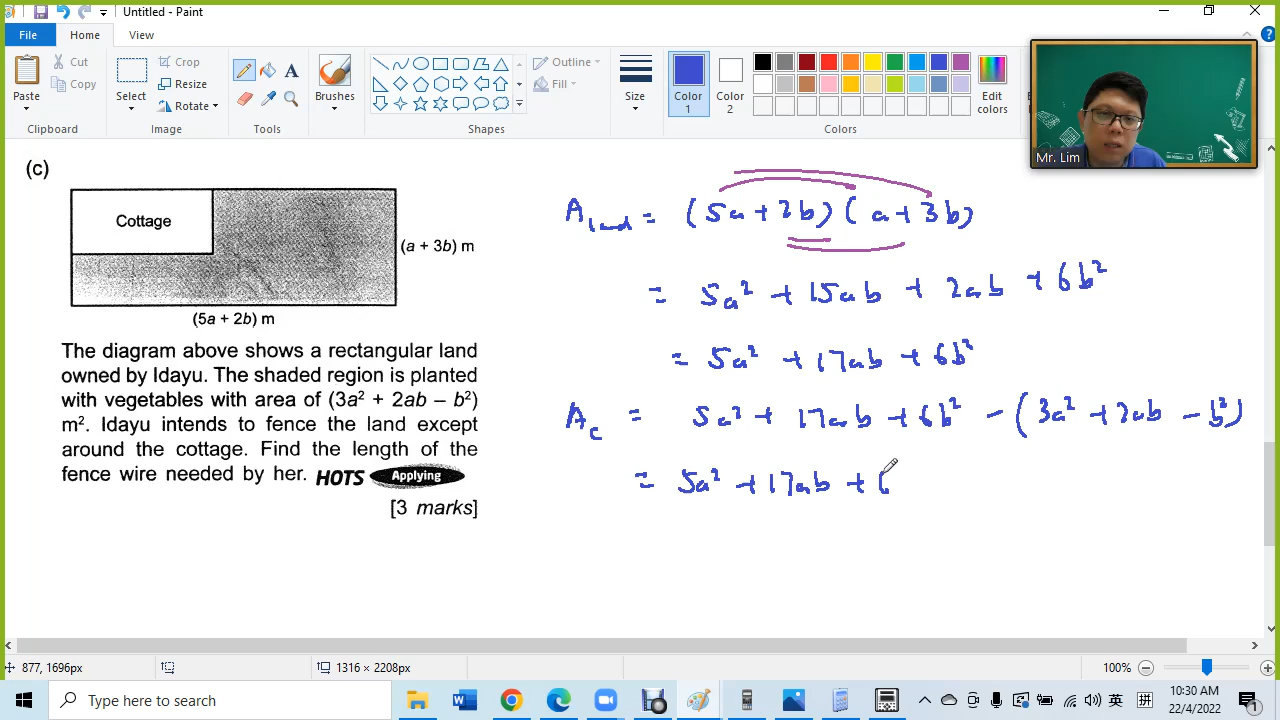 Untitled - Paint
File
Home
View
Cut
Copy
Paste
Clipboard
Crop
Resize
Rotate
Select
Image
Tools
Brushes
Outline
Fill
Shapes
Size
Color 1
Color 2
Edit colors
Colors
Mr. Lim
(c)
Cottage
(a + 3b) m
(5a + 2b) m
The diagram above shows a rectangular land
owned by Idayu. The shaded region is planted
with vegetables with area of (3a² + 2ab – b²)
m². Idayu intends to fence the land except
around the cottage. Find the length of the
fence wire needed by her. HOTS Applying
[3 marks]
A land = (5a + 2b)(a + 3b)
= 5a² + 15ab + 2ab + 6b²
= 5a² + 17ab + 6b²
A c = 5a² + 17ab + 6b² - (3a² + 2ab - b²)
= 5a² + 17ab +
877, 1696px
1316 × 2208px
100%
Type here to search
英
拼
10:30 AM
22/4/2022
1